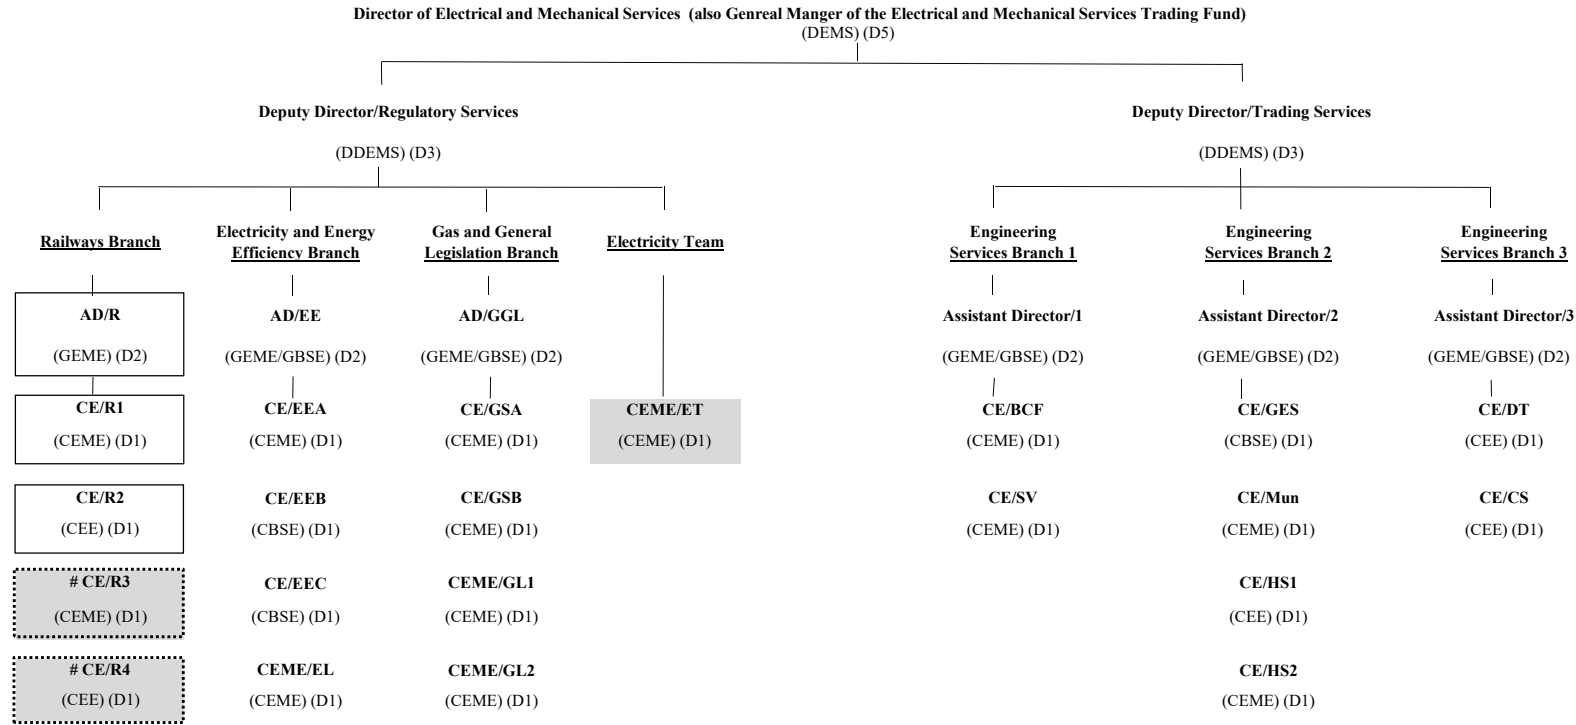 Director of Electrical and Mechanical Services  (also Genreal Manger of the Electrical and Mechanical Services Trading Fund)
(DEMS) (D5)
Deputy Director/Regulatory Services
(DDEMS) (D3)
Deputy Director/Trading Services
(DDEMS) (D3)
Railways Branch
Electricity and Energy
Efficiency Branch
Gas and General
Legislation Branch
Electricity Team
Engineering
Services Branch 1
Engineering
Services Branch 2
Engineering
Services Branch 3
AD/R
(GEME) (D2)
AD/EE
(GEME/GBSE) (D2)
AD/GGL
(GEME/GBSE) (D2)
Assistant Director/1
(GEME/GBSE) (D2)
Assistant Director/2
(GEME/GBSE) (D2)
Assistant Director/3
(GEME/GBSE) (D2)
CE/R1
(CEME) (D1)
CE/EEA
(CEME) (D1)
CE/GSA
(CEME) (D1)
CEME/ET
(CEME) (D1)
CE/BCF
(CEME) (D1)
CE/GES
(CBSE) (D1)
CE/DT
(CEE) (D1)
CE/R2
(CEE) (D1)
CE/EEB
(CBSE) (D1)
CE/GSB
(CEME) (D1)
CE/SV
(CEME) (D1)
CE/Mun
(CEME) (D1)
CE/CS
(CEE) (D1)
# CE/R3
(CEME) (D1)
CE/EEC
(CBSE) (D1)
CEME/GL1
(CEME) (D1)
CE/HS1
(CEE) (D1)
# CE/R4
(CEE) (D1)
CEME/EL
(CEME) (D1)
CEME/GL2
(CEME) (D1)
CE/HS2
(CEME) (D1)